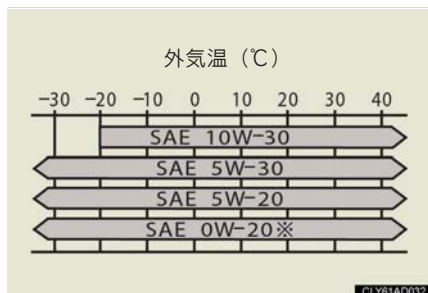 外気温（℃）
−30 −20 −10 0 10 20 30 40
SAE 10W−30
SAE 5W−30
SAE 5W−20
SAE 0W−20※
CLY61AD032